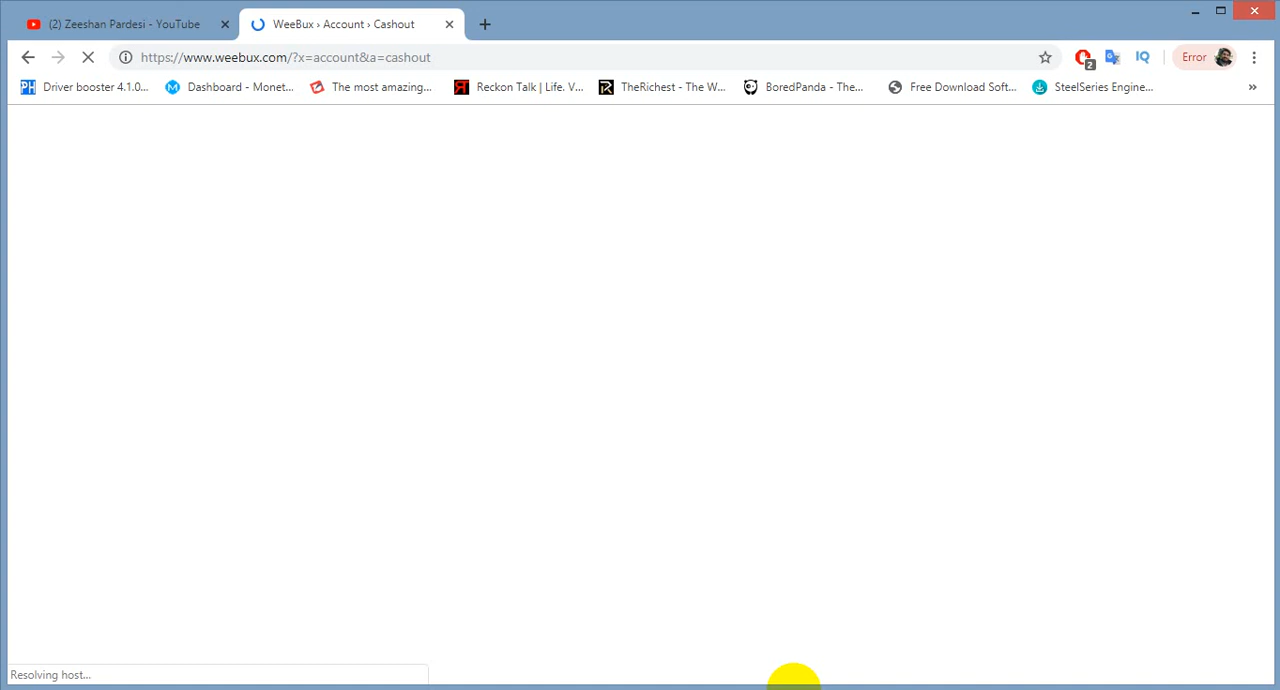 (2) Zeeshan Pardesi - YouTube
WeeBux › Account › Cashout
https://www.weebux.com/?x=account&a=cashout
2
IQ
Error
PH Driver booster 4.1.0...
M Dashboard - Monet...
The most amazing...
Я Reckon Talk | Life. V...
R TheRichest - The W...
BoredPanda - The...
Free Download Soft...
SteelSeries Engine...
»
Resolving host...